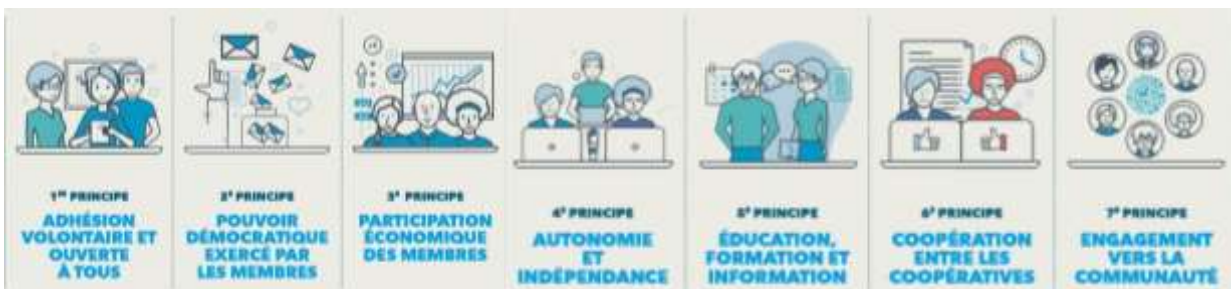 1er PRINCIPE
ADHÉSION
VOLONTAIRE ET
OUVERTE
À TOUS
2e PRINCIPE
POUVOIR
DÉMOCRATIQUE
EXERCÉ PAR
LES MEMBRES
3e PRINCIPE
PARTICIPATION
ÉCONOMIQUE
DES MEMBRES
4e PRINCIPE
AUTONOMIE
ET
INDÉPENDANCE
5e PRINCIPE
ÉDUCATION,
FORMATION ET
INFORMATION
6e PRINCIPE
COOPÉRATION
ENTRE LES
COOPÉRATIVES
7e PRINCIPE
ENGAGEMENT
VERS LA
COMMUNAUTÉ